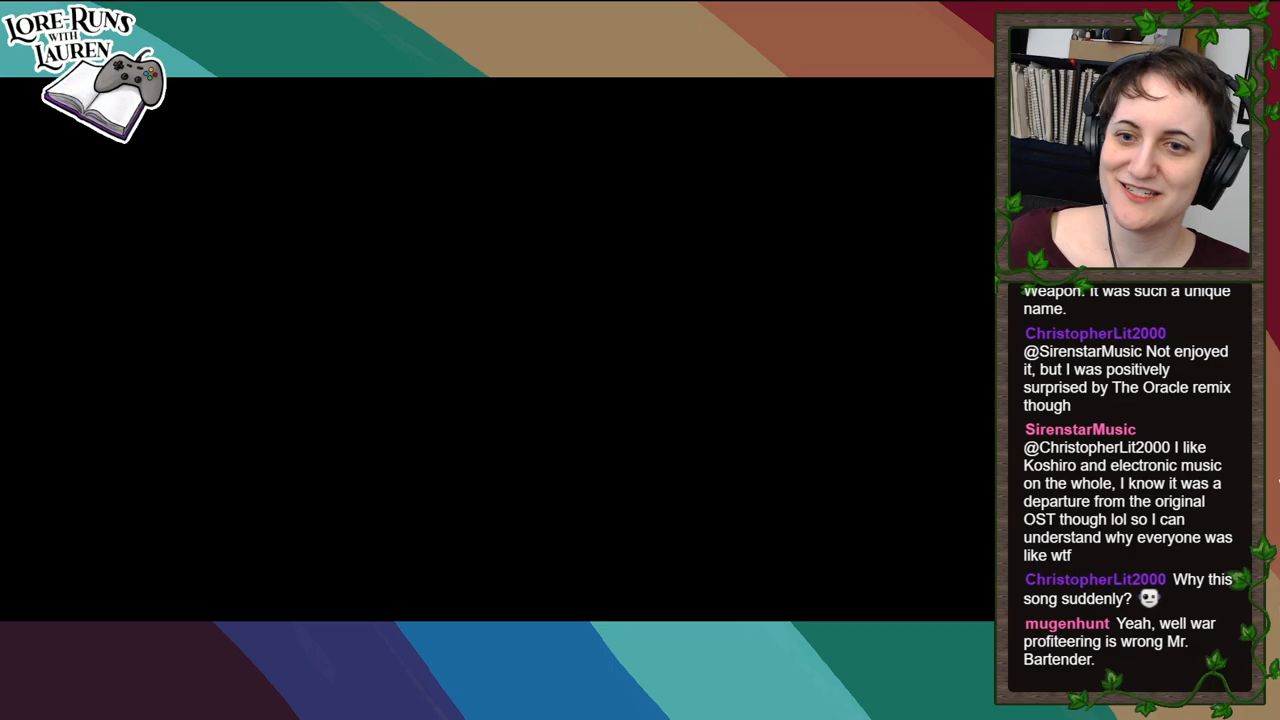 LORE-RUNS
WITH
LAUREN
Weapon. It was such a unique
name.
ChristopherLit2000
@SirenstarMusic Not enjoyed
it, but I was positively
surprised by The Oracle remix
though
SirenstarMusic
@ChristopherLit2000 I like
Koshiro and electronic music
on the whole, I know it was a
departure from the original
OST though lol so I can
understand why everyone was
like wtf
ChristopherLit2000 Why this
song suddenly?
mugenhunt Yeah, well war
profiteering is wrong Mr.
Bartender.